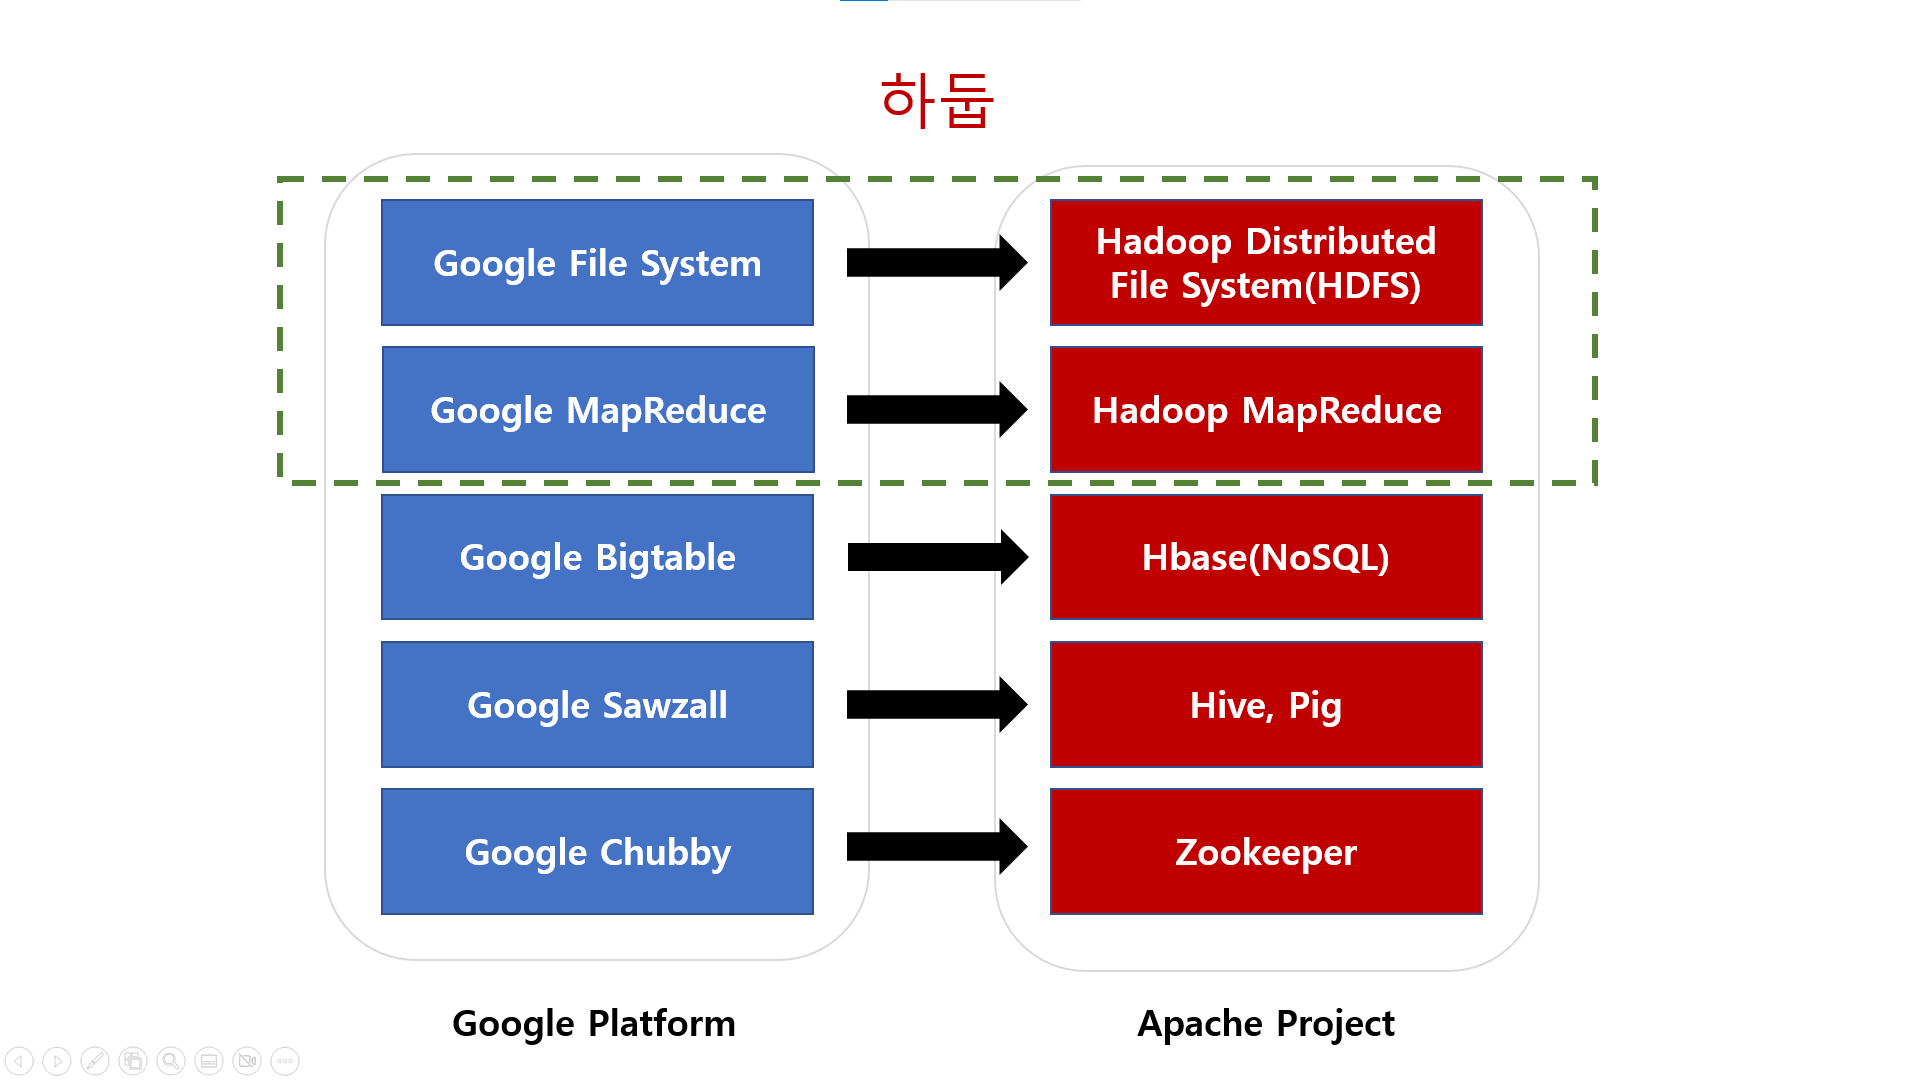 하둡
Google File System
Hadoop Distributed
File System(HDFS)
Google MapReduce
Hadoop MapReduce
Google Bigtable
Hbase(NoSQL)
Google Sawzall
Hive, Pig
Google Chubby
Zookeeper
Google Platform
Apache Project